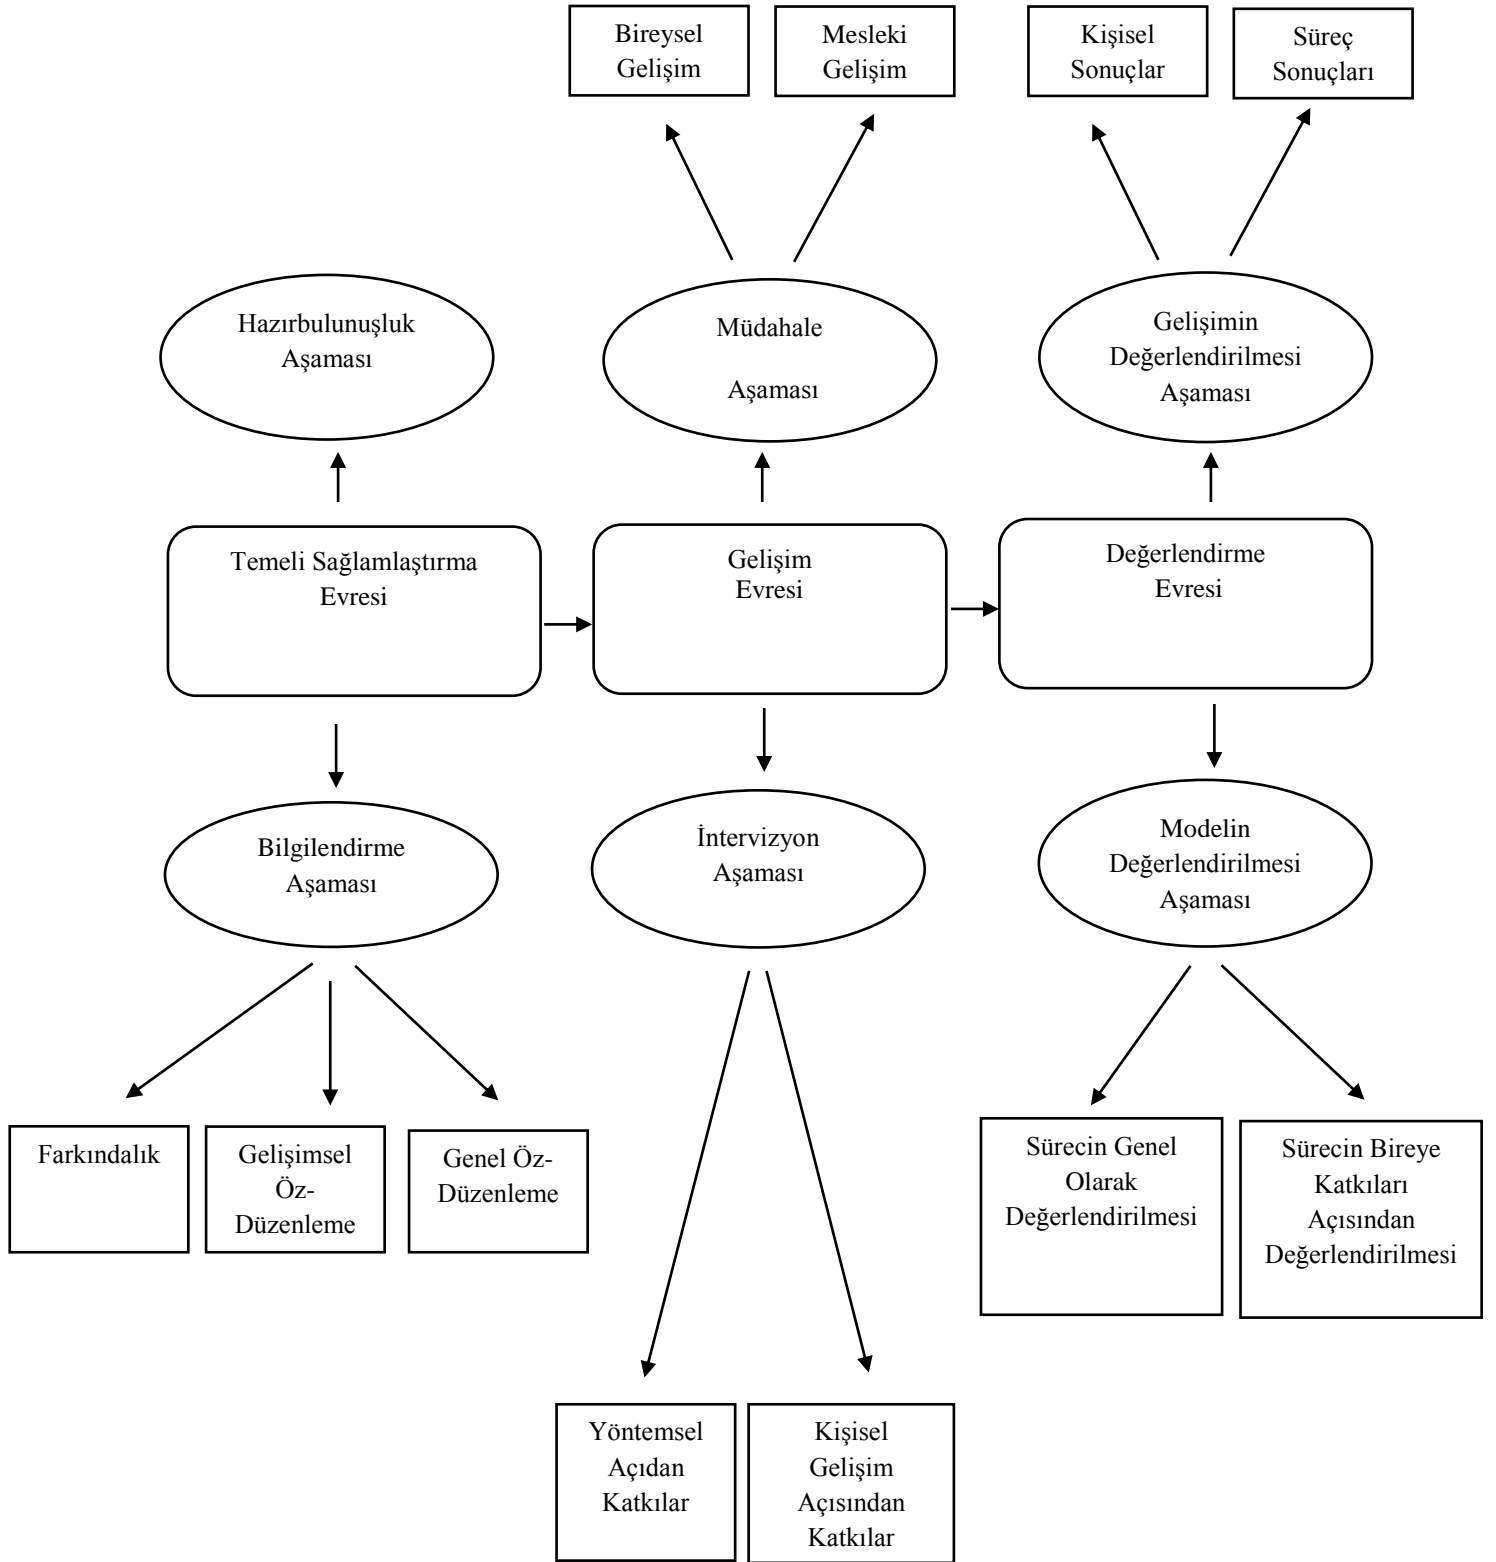 Bireysel
Gelişim
Mesleki
Gelişim
Kişisel
Sonuçlar
Süreç
Sonuçları
Hazırbulunuşluk
Aşaması
Müdahale
Aşaması
Gelişimin
Değerlendirilmesi
Aşaması
Temeli Sağlamlaştırma
Evresi
Gelişim
Evresi
Değerlendirme
Evresi
Bilgilendirme
Aşaması
İntervizyon
Aşaması
Modelin
Değerlendirilmesi
Aşaması
Farkındalık
Gelişimsel
Öz-
Düzenleme
Genel Öz-
Düzenleme
Sürecin Genel
Olarak
Değerlendirilmesi
Sürecin Bireye
Katkıları
Açısından
Değerlendirilmesi
Yöntemsel
Açıdan
Katkılar
Kişisel
Gelişim
Açısından
Katkılar